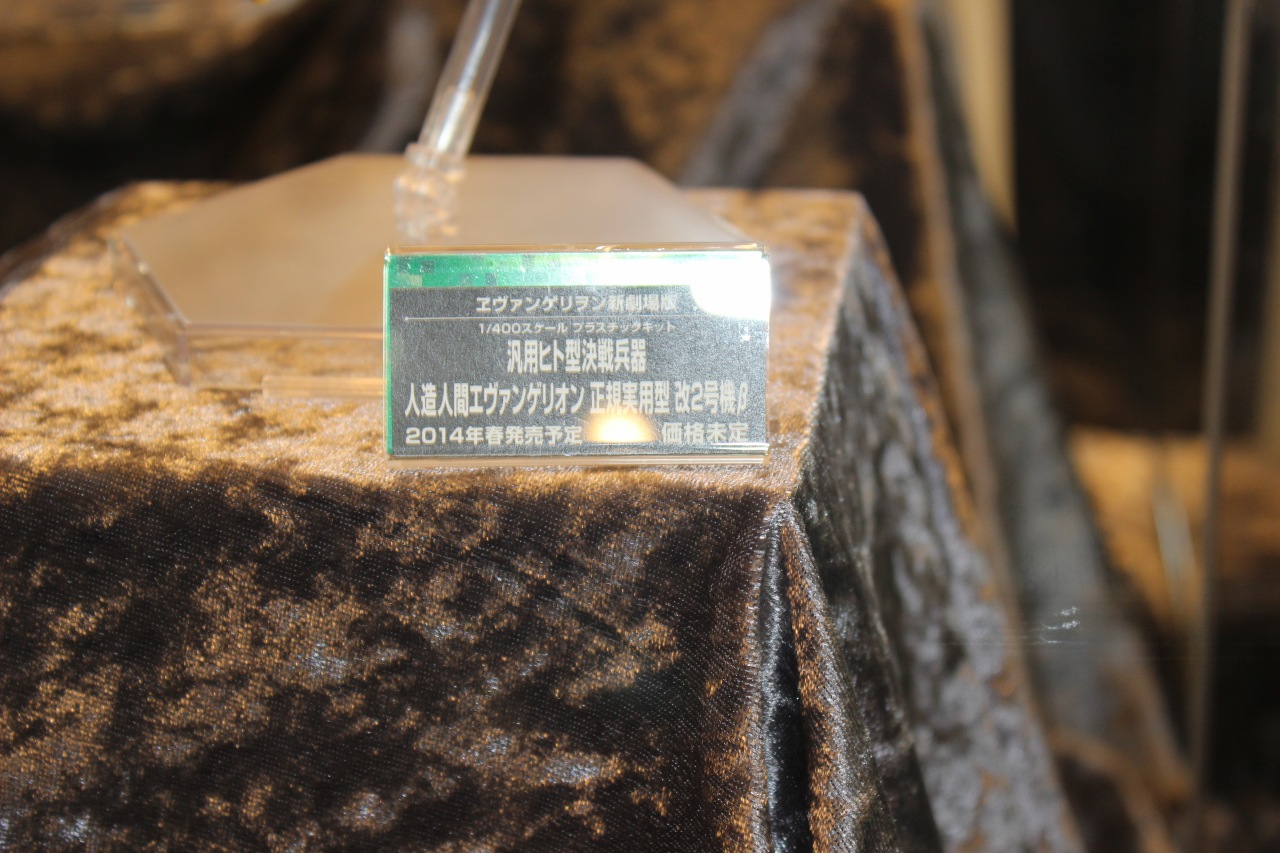 ヱヴァンゲリヲン新劇場版
1/400スケール プラスチックキット
汎用ヒト型決戦兵器
人造人間エヴァンゲリオン 正規実用型 改2号機β
2014年春発売予定 価格未定